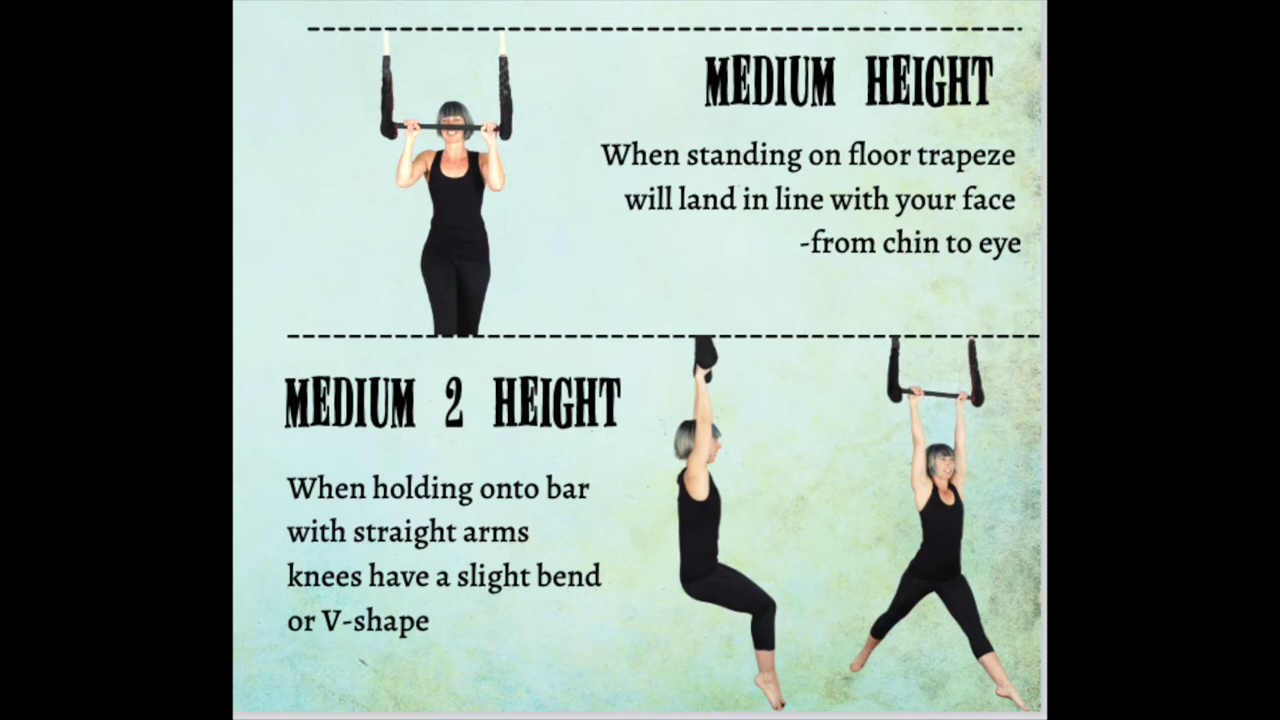 MEDIUM HEIGHT
When standing on floor trapeze
will land in line with your face
-from chin to eye
MEDIUM 2 HEIGHT
When holding onto bar
with straight arms
knees have a slight bend
or V-shape